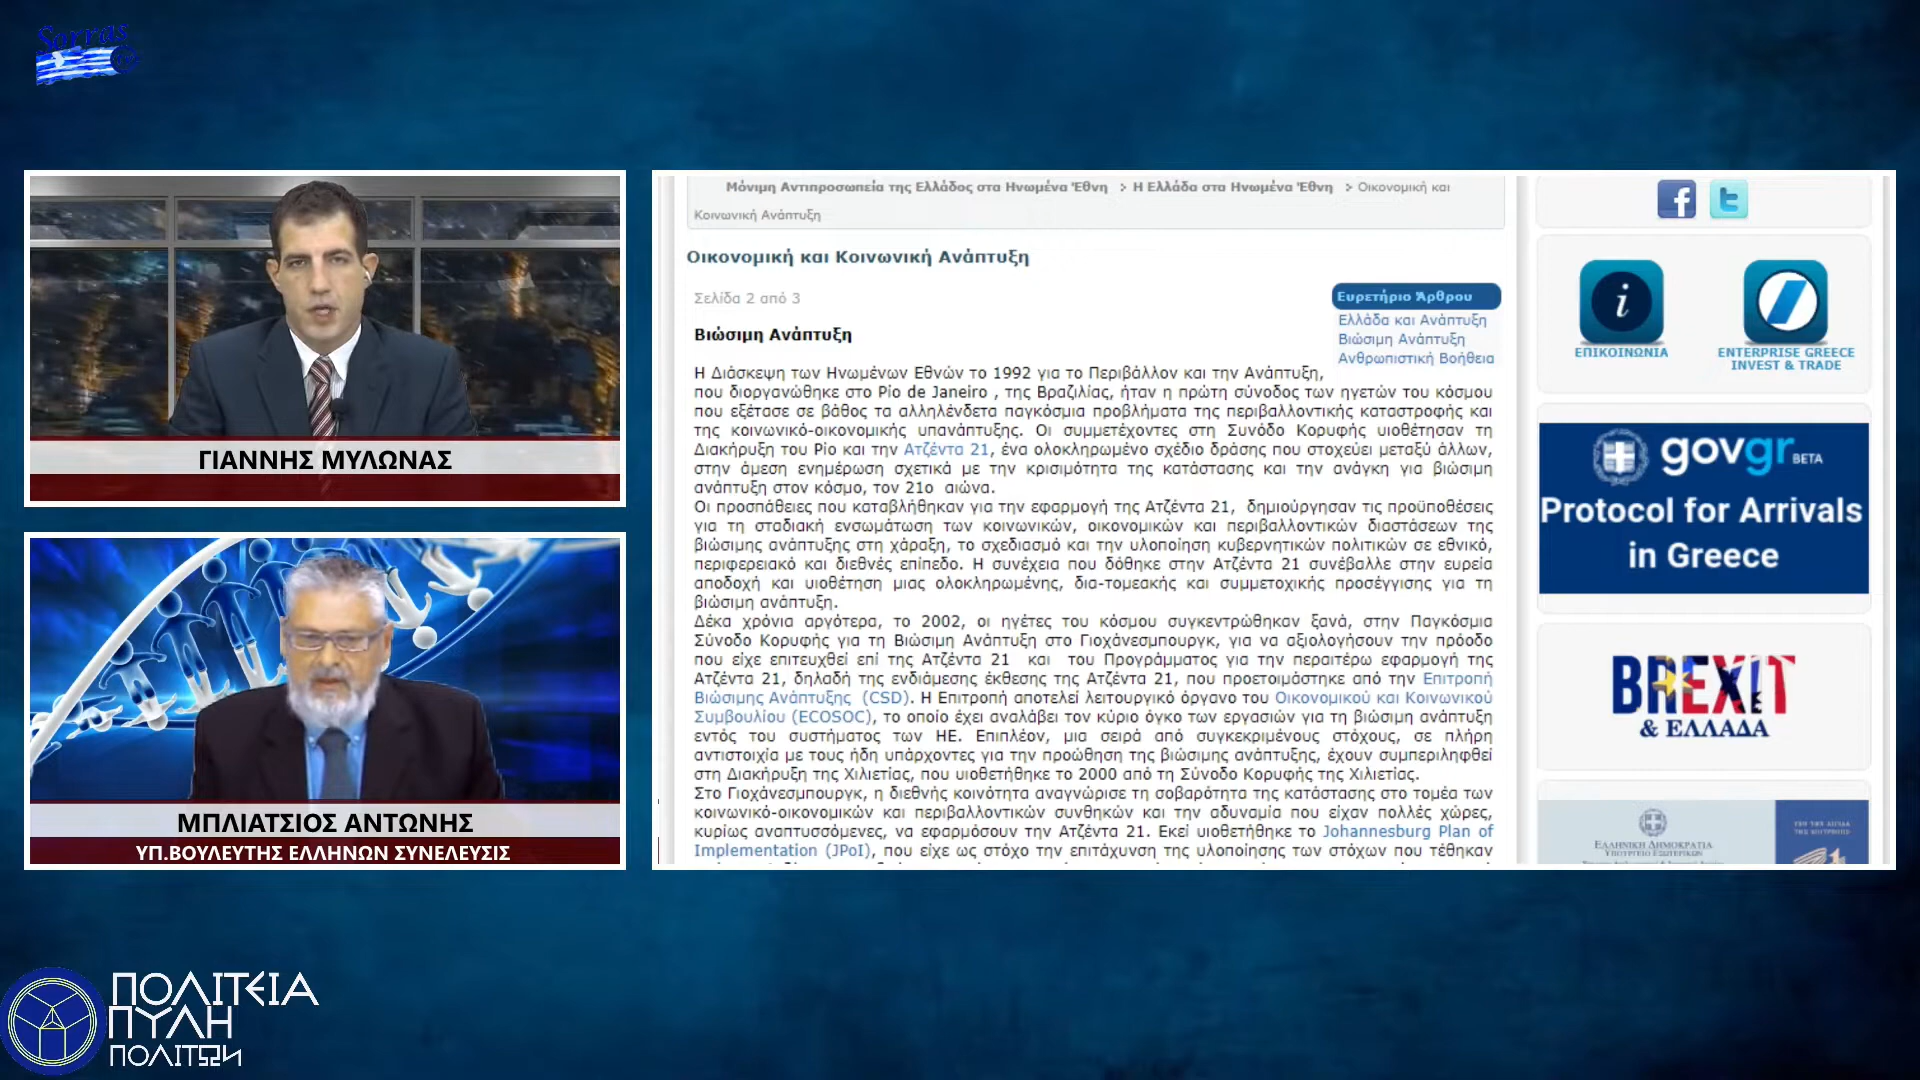 Sorras
ΓΙΑΝΝΗΣ ΜΥΛΩΝΑΣ
ΜΠΛΙΑΤΣΙΟΣ ΑΝΤΩΝΗΣ
ΥΠ.ΒΟΥΛΕΥΤΗΣ ΕΛΛΗΝΩΝ ΣΥΝΕΛΕΥΣΙΣ
Μόνιμη Αντιπροσωπεία της Ελλάδος στα Ηνωμένα Έθνη > Η Ελλάδα στα Ηνωμένα Έθνη > Οικονομική και
Κοινωνική Ανάπτυξη
Οικονομική και Κοινωνική Ανάπτυξη
Σελίδα 2 από 3
Ευρετήριο Άρθρου
Ελλάδα και Ανάπτυξη
Βιώσιμη Ανάπτυξη
Ανθρωπιστική Βοήθεια
Βιώσιμη Ανάπτυξη
Η Διάσκεψη των Ηνωμένων Εθνών το 1992 για το Περιβάλλον και την Ανάπτυξη,
που διοργανώθηκε στο Ρίο de Janeiro , της Βραζιλίας, ήταν η πρώτη σύνοδος των ηγετών του κόσμου
που εξέτασε σε βάθος τα αλληλένδετα παγκόσμια προβλήματα της περιβαλλοντικής καταστροφής και
της κοινωνικό-οικονομικής υπανάπτυξης. Οι συμμετέχοντες στη Συνόδο Κορυφής υιοθέτησαν τη
Διακήρυξη του Ρίο και την Ατζέντα 21, ένα ολοκληρωμένο σχέδιο δράσης που στοχεύει μεταξύ άλλων,
στην άμεση ενημέρωση σχετικά με την κρισιμότητα της κατάστασης και την ανάγκη για βιώσιμη
ανάπτυξη στον κόσμο, τον 21ο αιώνα.
Οι προσπάθειες που καταβλήθηκαν για την εφαρμογή της Ατζέντα 21, δημιούργησαν τις προϋποθέσεις
για τη σταδιακή ενσωμάτωση των κοινωνικών, οικονομικών και περιβαλλοντικών διαστάσεων της
βιώσιμης ανάπτυξης στη χάραξη, το σχεδιασμό και την υλοποίηση κυβερνητικών πολιτικών σε εθνικό,
περιφερειακό και διεθνές επίπεδο. Η συνέχεια που δόθηκε στην Ατζέντα 21 συνέβαλλε στην ευρεία
αποδοχή και υιοθέτηση μιας ολοκληρωμένης, δια-τομεακής και συμμετοχικής προσέγγισης για τη
βιώσιμη ανάπτυξη.
Δέκα χρόνια αργότερα, το 2002, οι ηγέτες του κόσμου συγκεντρώθηκαν ξανά, στην Παγκόσμια
Σύνοδο Κορυφής για τη Βιώσιμη Ανάπτυξη στο Γιοχάνεσμπουργκ, για να αξιολογήσουν την πρόοδο
που είχε επιτευχθεί επί της Ατζέντα 21 και του Προγράμματος για την περαιτέρω εφαρμογή της
Ατζέντα 21, δηλαδή της ενδιάμεσης έκθεσης της Ατζέντα 21, που προετοιμάστηκε από την Επιτροπή
Βιώσιμης Ανάπτυξης (CSD). Η Επιτροπή αποτελεί λειτουργικό όργανο του Οικονομικού και Κοινωνικού
Συμβουλίου (ECOSOC), το οποίο έχει αναλάβει τον κύριο όγκο των εργασιών για τη βιώσιμη ανάπτυξη
εντός του συστήματος των ΗΕ. Επιπλέον, μια σειρά από συγκεκριμένους στόχους, σε πλήρη
αντιστοιχία με τους ήδη υπάρχοντες για την προώθηση της βιώσιμης ανάπτυξης, έχουν συμπεριληφθεί
στη Διακήρυξη της Χιλιετίας, που υιοθετήθηκε το 2000 από τη Σύνοδο Κορυφής της Χιλιετίας.
Στο Γιοχάνεσμπουργκ, η διεθνής κοινότητα αναγνώρισε τη σοβαρότητα της κατάστασης στο τομέα των
κοινωνικό-οικονομικών και περιβαλλοντικών συνθηκών και την αδυναμία που είχαν πολλές χώρες,
κυρίως αναπτυσσόμενες, να εφαρμόσουν την Ατζέντα 21. Εκεί υιοθετήθηκε το Johannesburg Plan of
Implementation (JPoI), που είχε ως στόχο την επιτάχυνση της υλοποίησης των στόχων που τέθηκαν
ΕΠΙΚΟΙΝΩΝΙΑ
ENTERPRISE GREECE
INVEST & TRADE
govgr BETA
Protocol for Arrivals
in Greece
BREXIT
& ΕΛΛΑΔΑ
ΕΛΛΗΝΙΚΗ ΔΗΜΟΚΡΑΤΙΑ
ΥΠΟΥΡΓΕΙΟ ΕΞΩΤΕΡΙΚΩΝ
ΠΟΛΙΤΕΙΑ
ΠΥΛΗ
ΠΟΛΙΤΩΝ